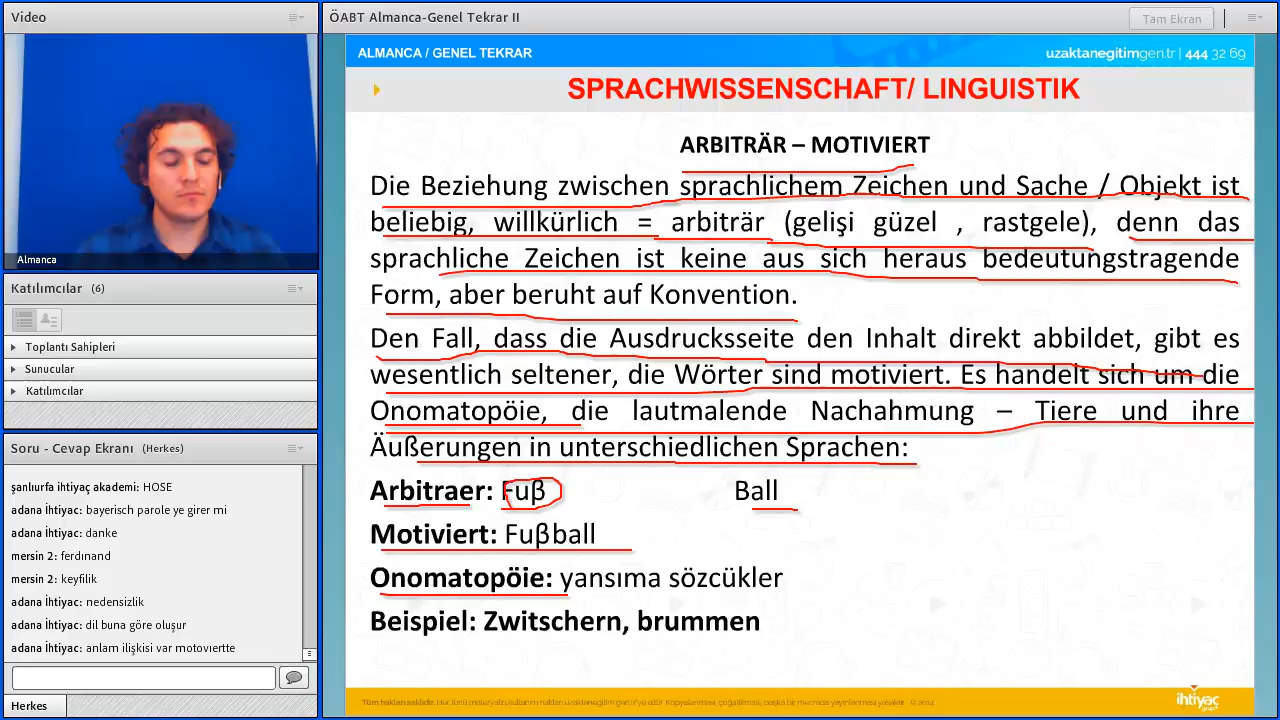 Video
Almanca
Katılımcılar (6)
Toplantı Sahipleri
Sunucular
Katılımcılar
Soru - Cevap Ekranı (Herkes)
şanlıurfa ihtiyaç akademi: HOSE
adana İhtiyaç: bayerisch parole ye girer mi
adana İhtiyaç: danke
mersin 2: ferdınand
mersin 2: keyfilik
adana İhtiyaç: nedensizlik
adana İhtiyaç: dil buna göre oluşur
adana İhtiyaç: anlam ilişkisi var motovıertte
Herkes
ÖABT Almanca-Genel Tekrar II
Tam Ekran
ALMANCA / GENEL TEKRAR
uzaktanegitimgen.tr | 444 32 69
SPRACHWISSENSCHAFT/ LINGUISTIK
ARBITRÄR – MOTIVIERT
Die Beziehung zwischen sprachlichem Zeichen und Sache / Objekt ist
beliebig, willkürlich = arbiträr (gelişi güzel , rastgele), denn das
sprachliche Zeichen ist keine aus sich heraus bedeutungstragende
Form, aber beruht auf Konvention.
Den Fall, dass die Ausdrucksseite den Inhalt direkt abbildet, gibt es
wesentlich seltener, die Wörter sind motiviert. Es handelt sich um die
Onomatopöie, die lautmalende Nachahmung – Tiere und ihre
Äußerungen in unterschiedlichen Sprachen:
Arbitraer: Fuβ Ball
Motiviert: Fuβball
Onomatopöie: yansıma sözcükler
Beispiel: Zwitschern, brummen
Tüm hakları saklıdır.
© 2014
ihtiyaç